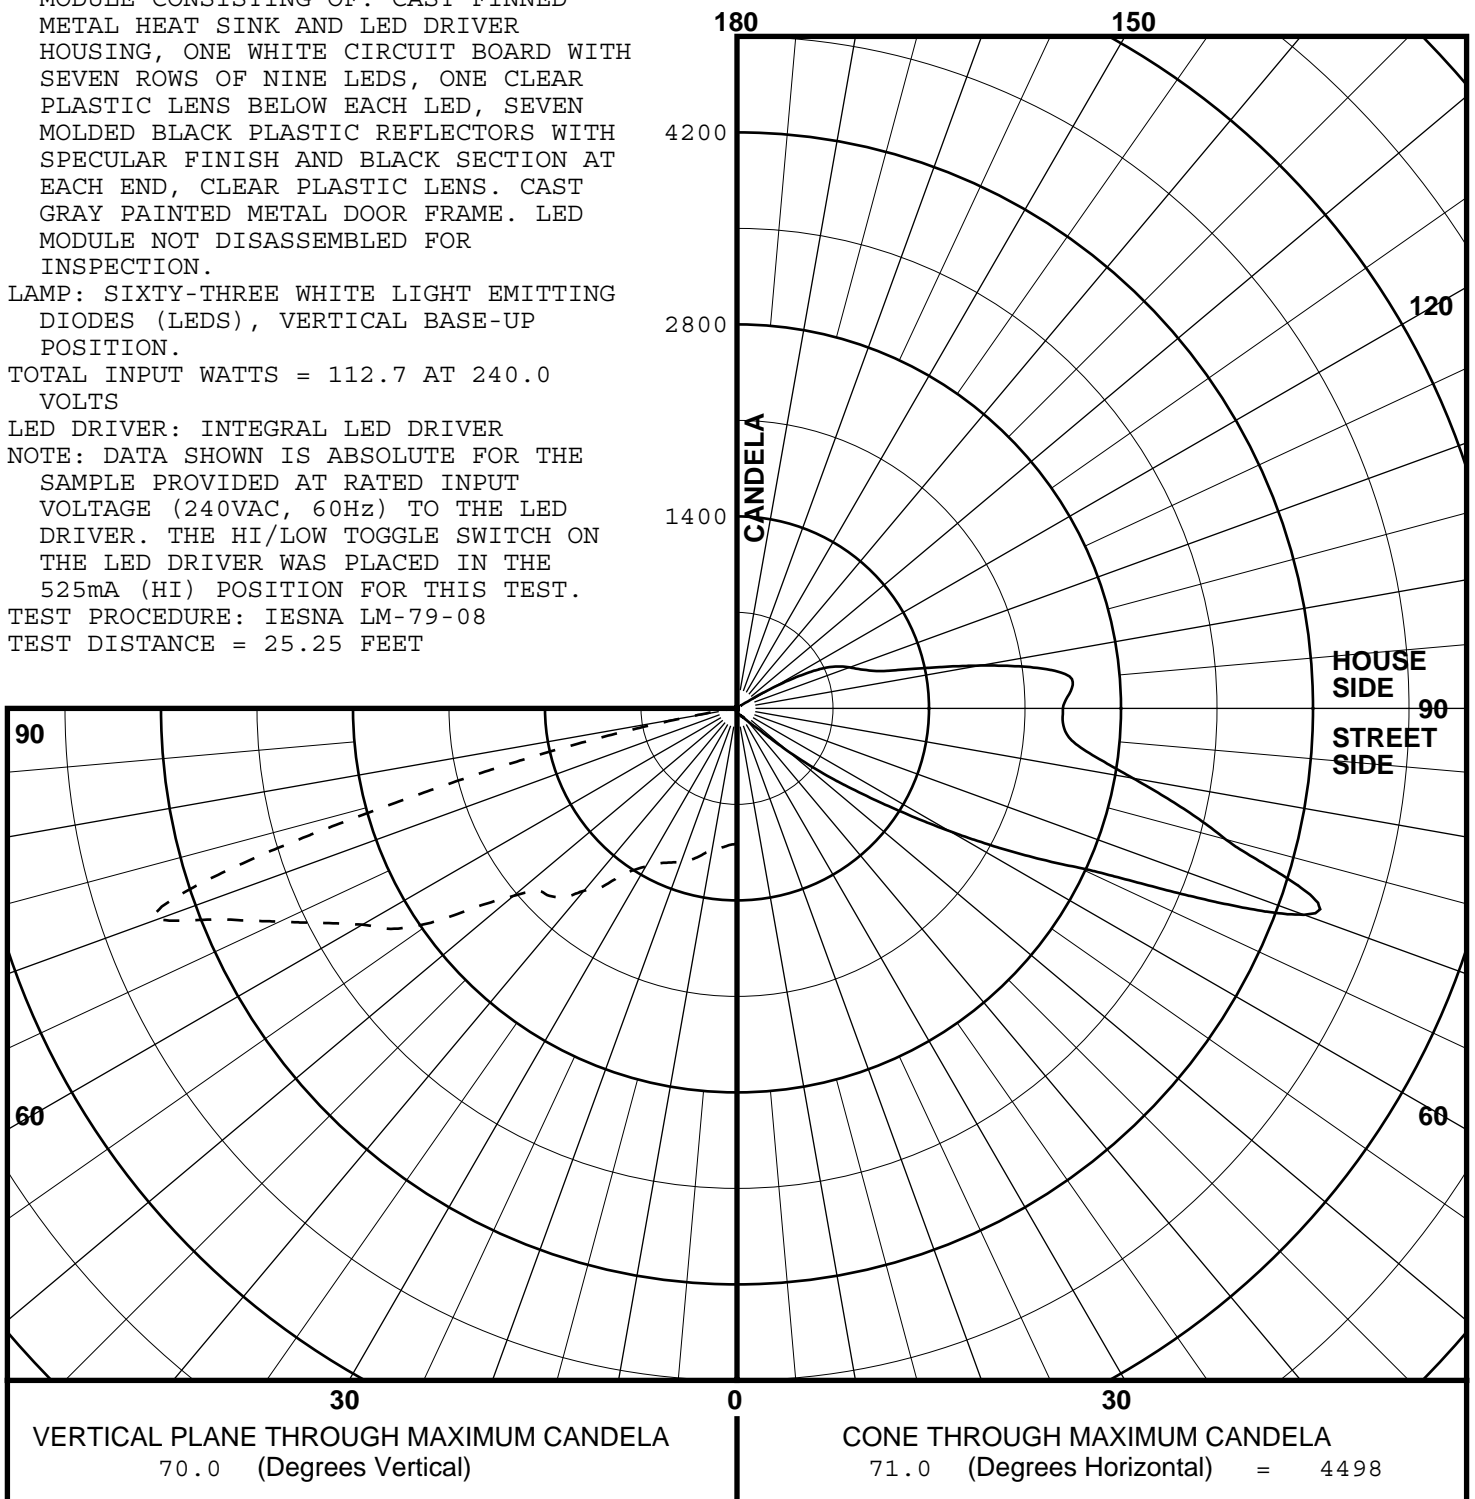 MODULE CONSISTING OF: CAST FINNED
METAL HEAT SINK AND LED DRIVER
HOUSING, ONE WHITE CIRCUIT BOARD WITH
SEVEN ROWS OF NINE LEDS, ONE CLEAR
PLASTIC LENS BELOW EACH LED, SEVEN
MOLDED BLACK PLASTIC REFLECTORS WITH
SPECULAR FINISH AND BLACK SECTION AT
EACH END, CLEAR PLASTIC LENS. CAST
GRAY PAINTED METAL DOOR FRAME. LED
MODULE NOT DISASSEMBLED FOR
INSPECTION.
LAMP: SIXTY-THREE WHITE LIGHT EMITTING
DIODES (LEDS), VERTICAL BASE-UP
POSITION.
TOTAL INPUT WATTS = 112.7 AT 240.0
VOLTS
LED DRIVER: INTEGRAL LED DRIVER
NOTE: DATA SHOWN IS ABSOLUTE FOR THE
SAMPLE PROVIDED AT RATED INPUT
VOLTAGE (240VAC, 60Hz) TO THE LED
DRIVER. THE HI/LOW TOGGLE SWITCH ON
THE LED DRIVER WAS PLACED IN THE
525mA (HI) POSITION FOR THIS TEST.
TEST PROCEDURE: IESNA LM-79-08
TEST DISTANCE = 25.25 FEET
180
150
4200
2800
120
CANDELA
1400
HOUSE
SIDE
90
STREET
SIDE
90
60
60
30
0
30
VERTICAL PLANE THROUGH MAXIMUM CANDELA
70.0 (Degrees Vertical)
CONE THROUGH MAXIMUM CANDELA
71.0 (Degrees Horizontal) = 4498